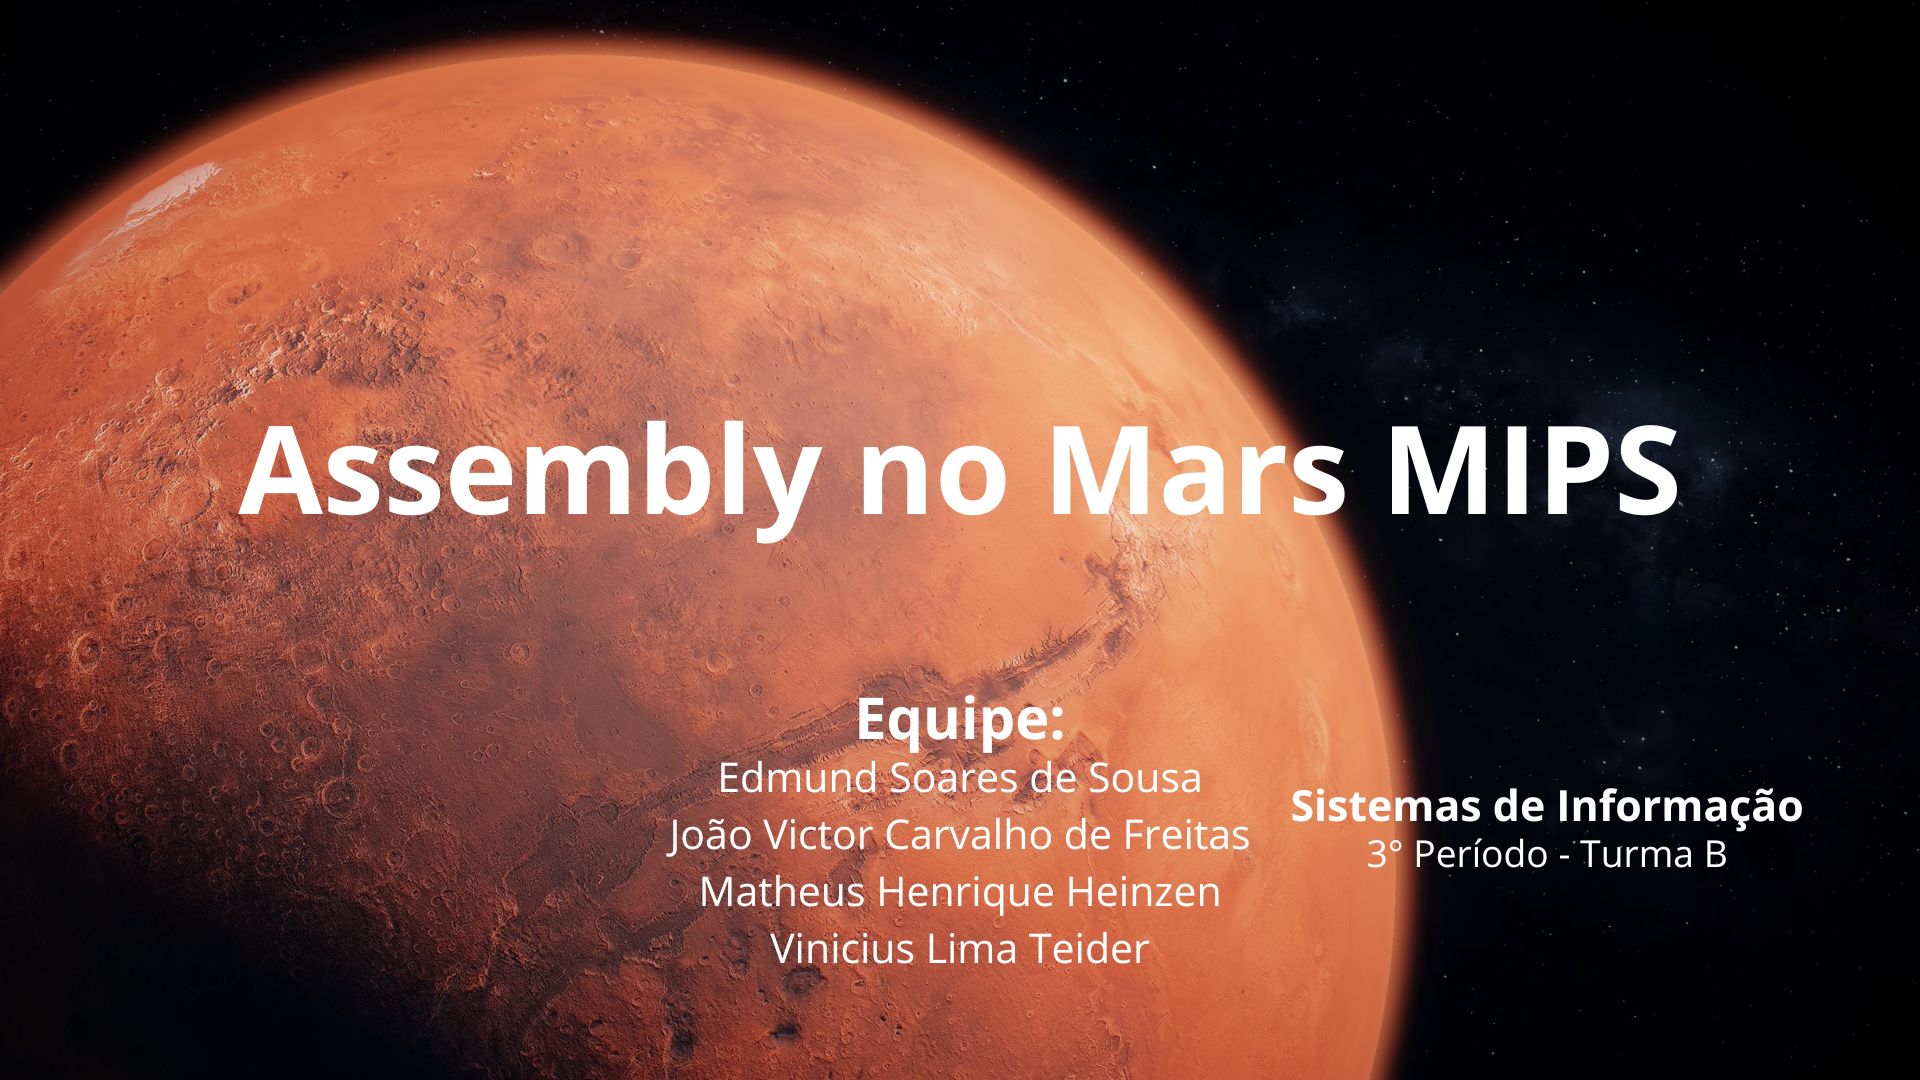 Assembly no Mars MIPS
Equipe:
Edmund Soares de Sousa
João Victor Carvalho de Freitas
Matheus Henrique Heinzen
Vinicius Lima Teider
Sistemas de Informação
3° Período - Turma B